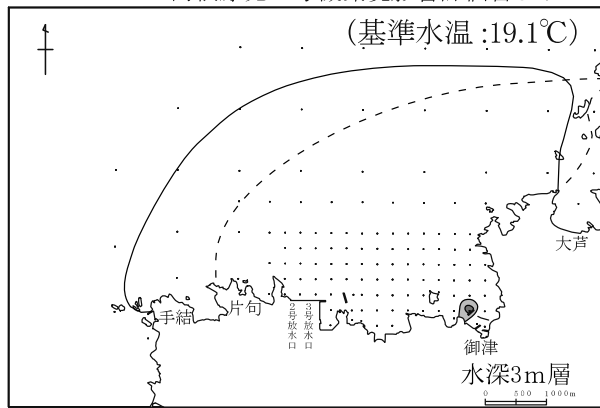 (基準水温:19.1℃)
大芦
手結
片句
2号放水口
3号放水口
御津
水深3m層
0 500 1000m